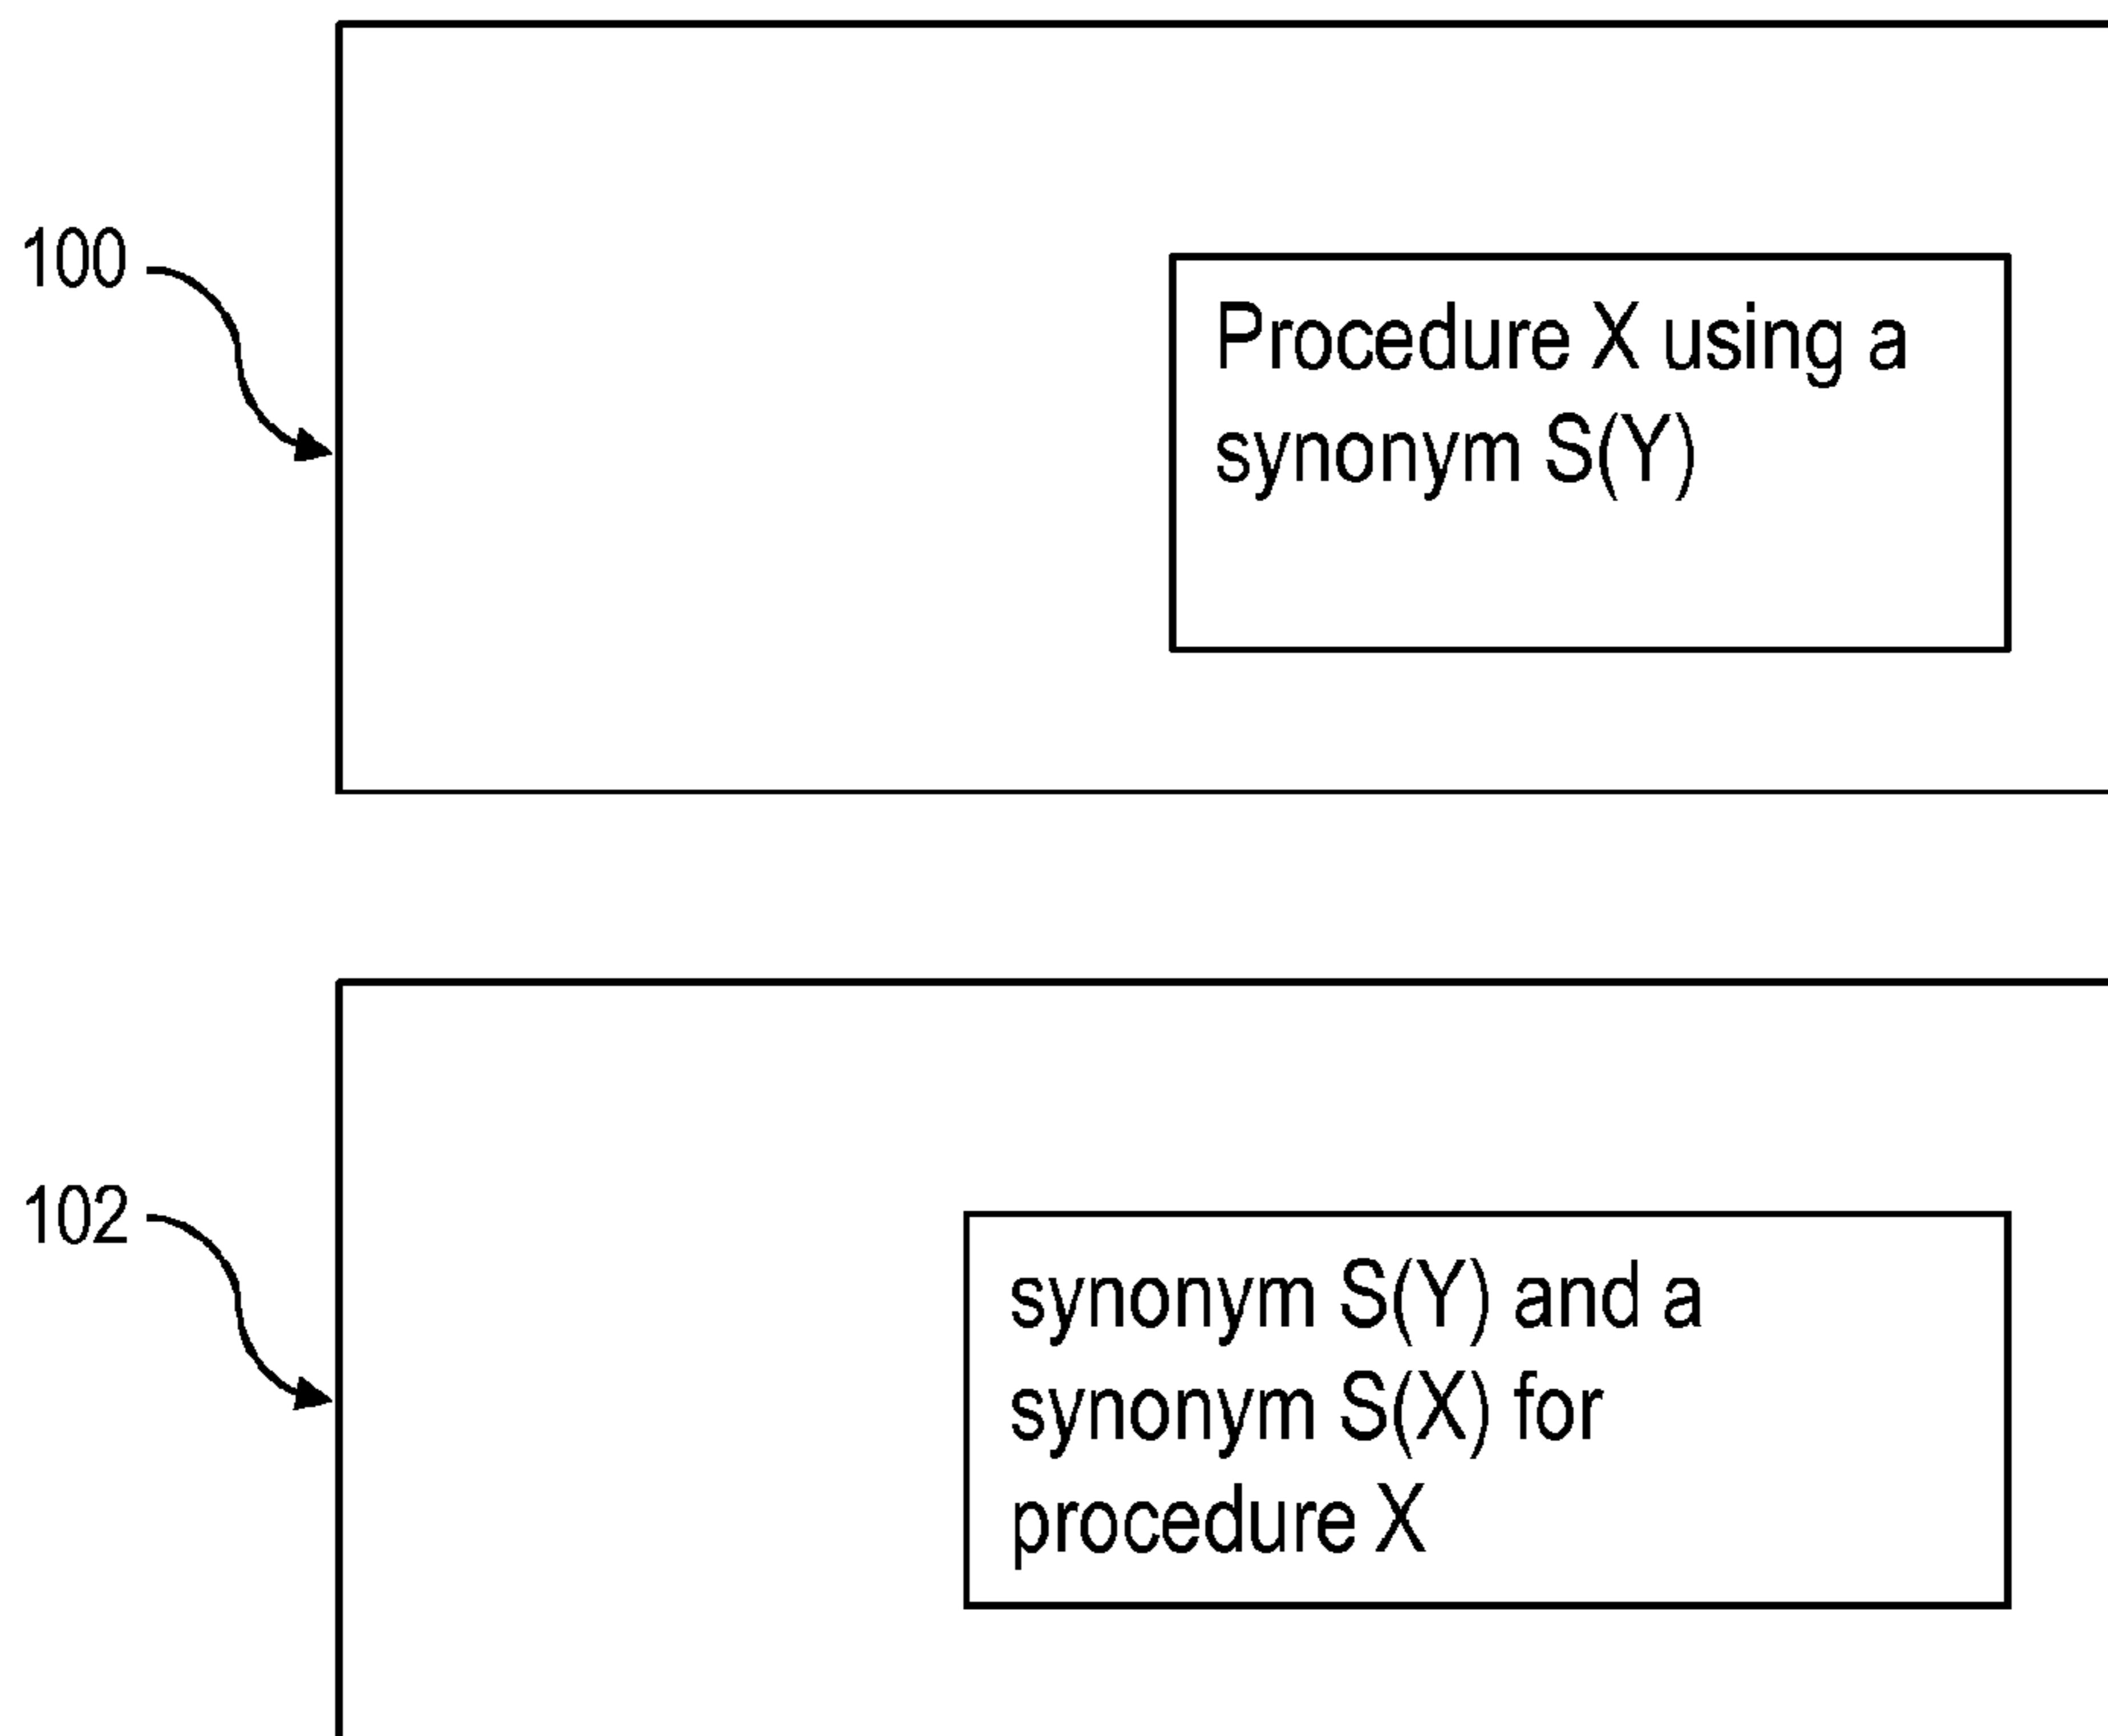 100
Procedure X using a
synonym S(Y)
102
synonym S(Y) and a
synonym S(X) for
procedure X